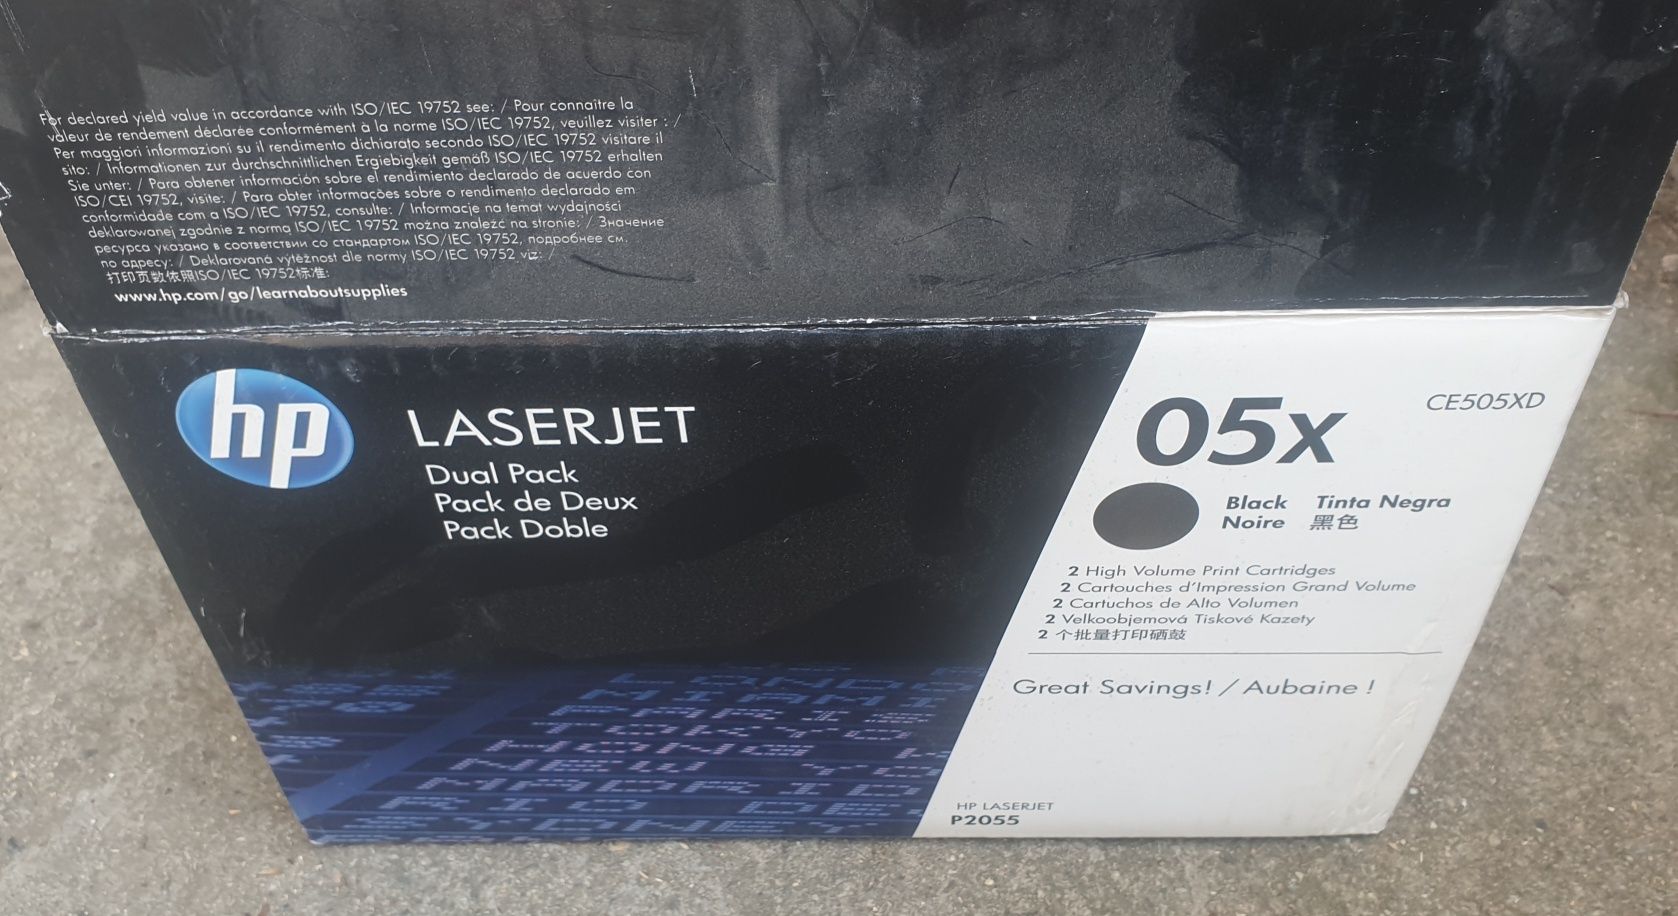 For declared yield value in accordance with ISO/IEC 19752 see: / Pour connaître la
valeur de rendement déclarée conformément à la norme ISO/IEC 19752, veuillez visiter : /
Per maggiori informazioni su il rendimento dichiarato secondo ISO/IEC 19752 visitare il
sito: / Informationen zur durchschnittlichen Ergiebigkeit gemäß ISO/IEC 19752 erhalten
Sie unter: / Para obtener información sobre el rendimiento declarado de acuerdo con
ISO/CEI 19752, visite: / Para obter informações sobre o rendimento declarado em
conformidade com a ISO/IEC 19752, consulte: / Informacje na temat wydajności
deklarowanej zgodnie z normą ISO/IEC 19752 można znaleźć na stronie: / Значение
ресурса указано в соответствии со стандартом ISO/IEC 19752, подробнее см.
по адресу: / Deklarovaná výtěžnost dle normy ISO/IEC 19752 viz: /
打印页数依照ISO/IEC 19752标准:
www.hp.com/go/learnaboutsupplies
hp
LASERJET
Dual Pack
Pack de Deux
Pack Doble
05X
CE505XD
Black Tinta Negra
Noire 黑色
2 High Volume Print Cartridges
2 Cartouches d'Impression Grand Volume
2 Cartuchos de Alto Volumen
2 Velkoobjemová Tiskové Kazety
2 个批量打印硒鼓
Great Savings! / Aubaine !
HP LASERJET
P2055